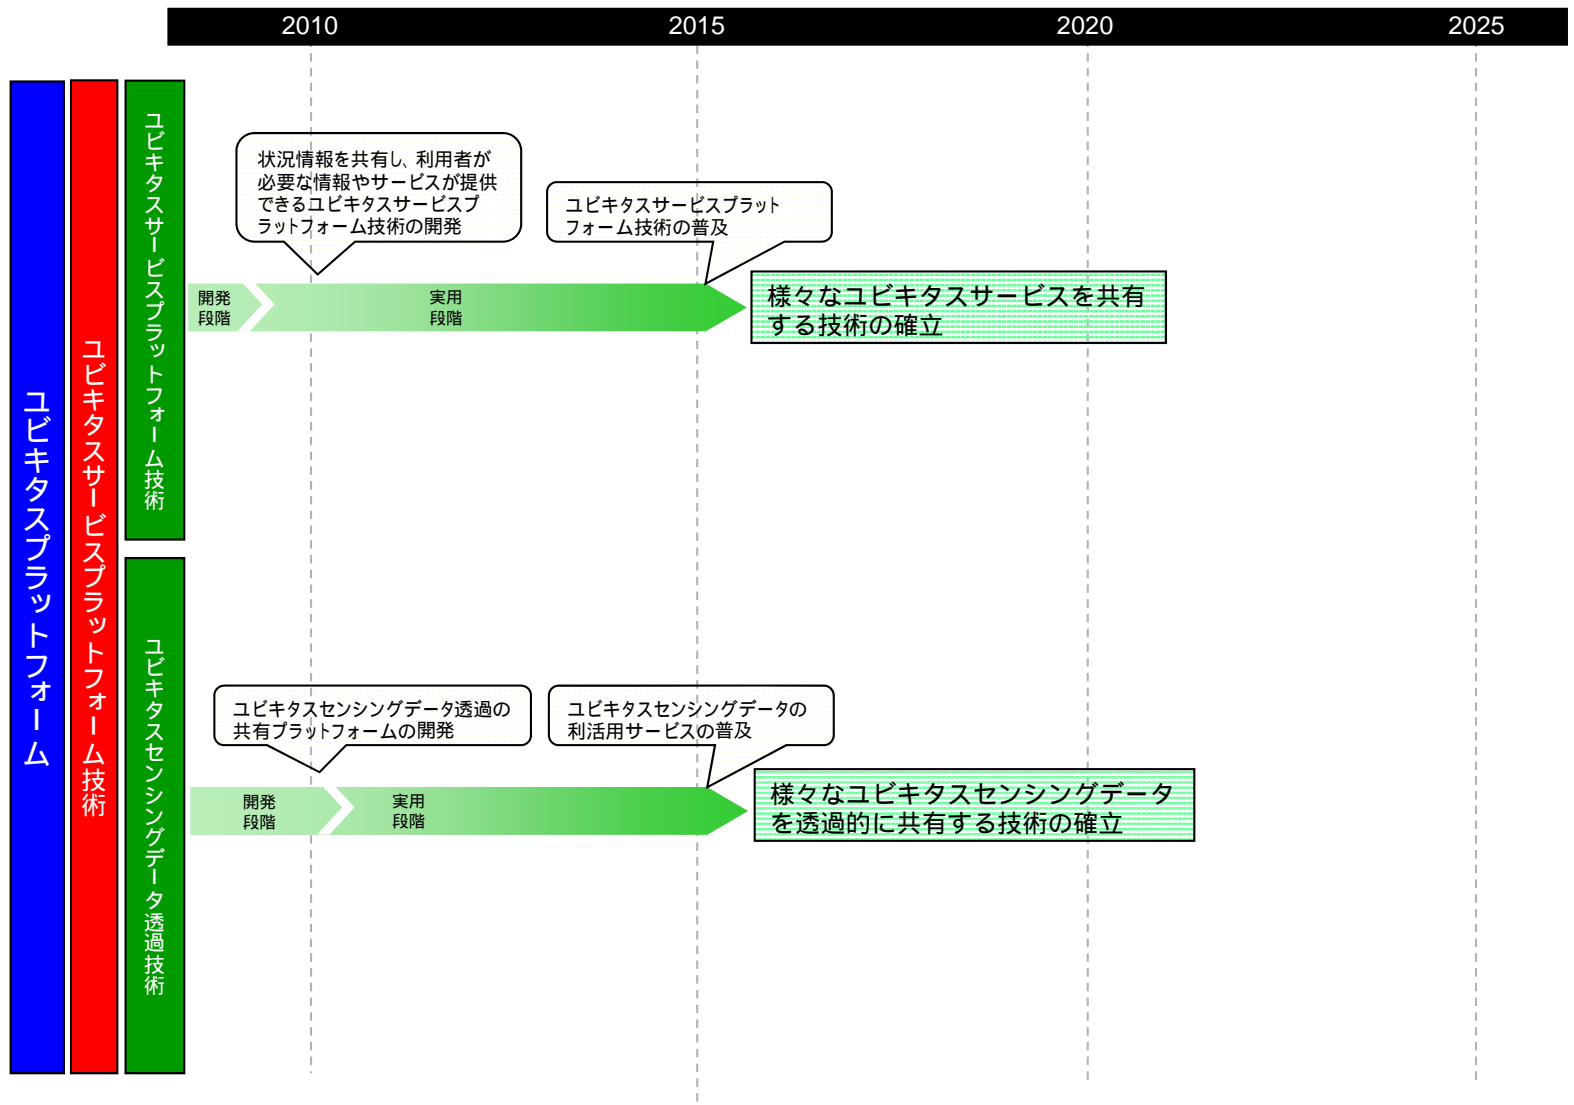 2010
2015
2020
2025
ユビキタスプラットフォーム
ユビキタスサービスプラットフォーム技術
ユビキタスサービスプラットフォーム技術
状況情報を共有し、利用者が
必要な情報やサービスが提供
できるユビキタスサービスプ
ラットフォーム技術の開発
ユビキタスサービスプラット
フォーム技術の普及
開発
段階
実用
段階
様々なユビキタスサービスを共有
する技術の確立
ユビキタスセンシングデータ透過技術
ユビキタスセンシングデータ透過の
共有プラットフォームの開発
ユビキタスセンシングデータの
利活用サービスの普及
開発
段階
実用
段階
様々なユビキタスセンシングデータ
を透過的に共有する技術の確立